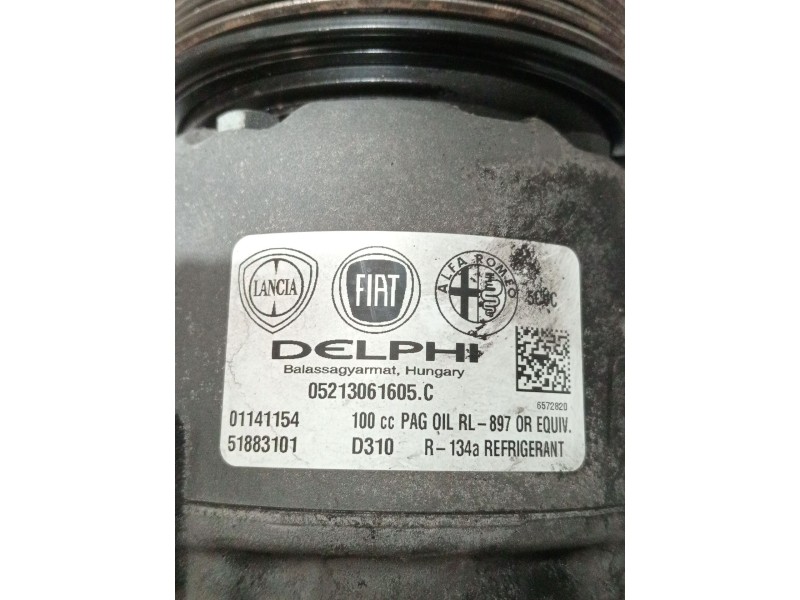 LANCIA
FIAT
ALFA ROMEO
DELPHI
Balassagyarmat, Hungary
05213061605.C
6572820
01141154 100 cc PAG OIL RL-897 OR EQUIV.
51883101 D310 R-134a REFRIGERANT